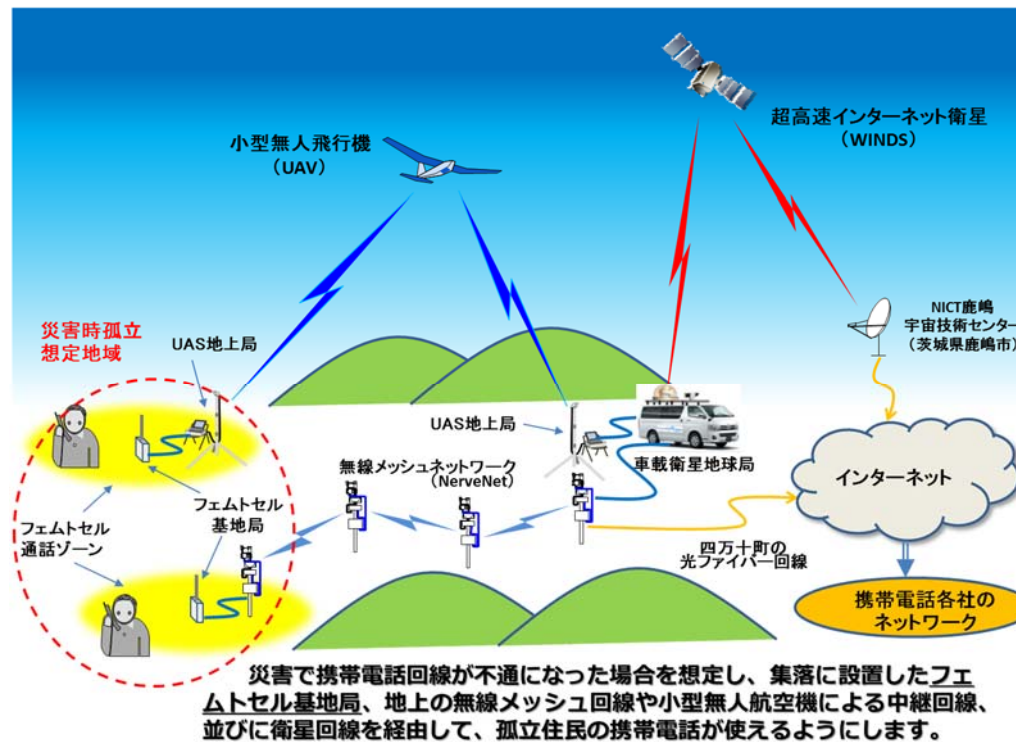 超高速インターネット衛星
(WINDS)
小型無人飛行機
(UAV)
NICT鹿嶋
宇宙技術センター
(茨城県鹿嶋市)
災害時孤立
想定地域
UAS地上局
UAS地上局
車載衛星地球局
無線メッシュネットワーク
(NerveNet)
インターネット
フェムトセル
基地局
フェムトセル
通話ゾーン
四万十町の
光ファイバー回線
携帯電話各社の
ネットワーク
災害で携帯電話回線が不通になった場合を想定し、集落に設置したフェ
ムトセル基地局、地上の無線メッシュ回線や小型無人航空機による中継回線、
並びに衛星回線を経由して、孤立住民の携帯電話が使えるようにします。